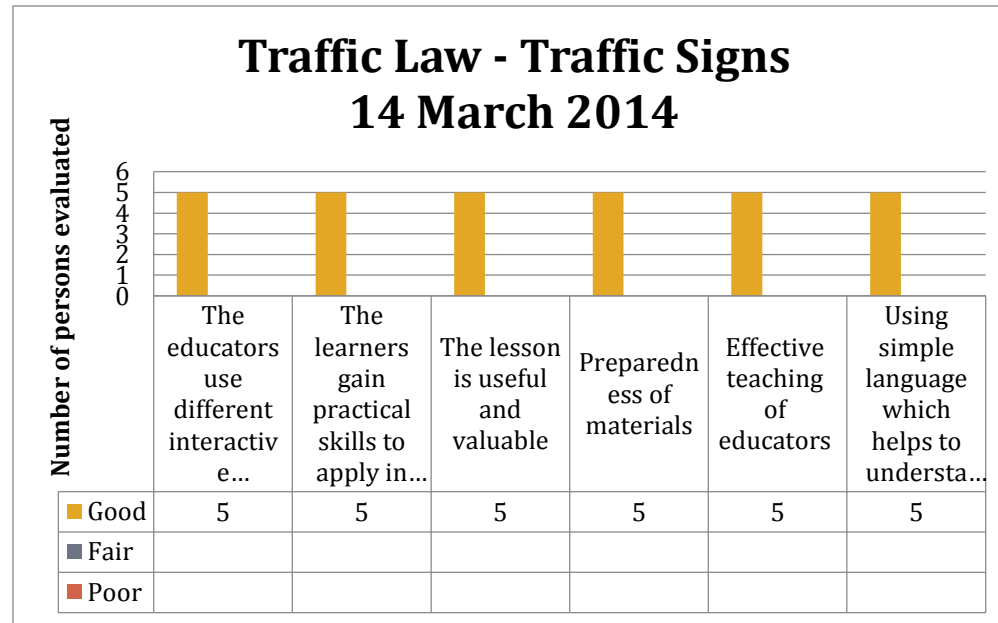 Traffic Law - Traffic Signs
14 March 2014
Number of persons evaluated
6
5
4
3
2
1
0
The
educators
use
different
interactiv
e…
The
learners
gain
practical
skills to
apply in…
The lesson
is useful
and
valuable
Preparedn
ess of
materials
Effective
teaching
of
educators
Using
simple
language
which
helps to
understa…
Good 5 5 5 5 5 5
Fair
Poor